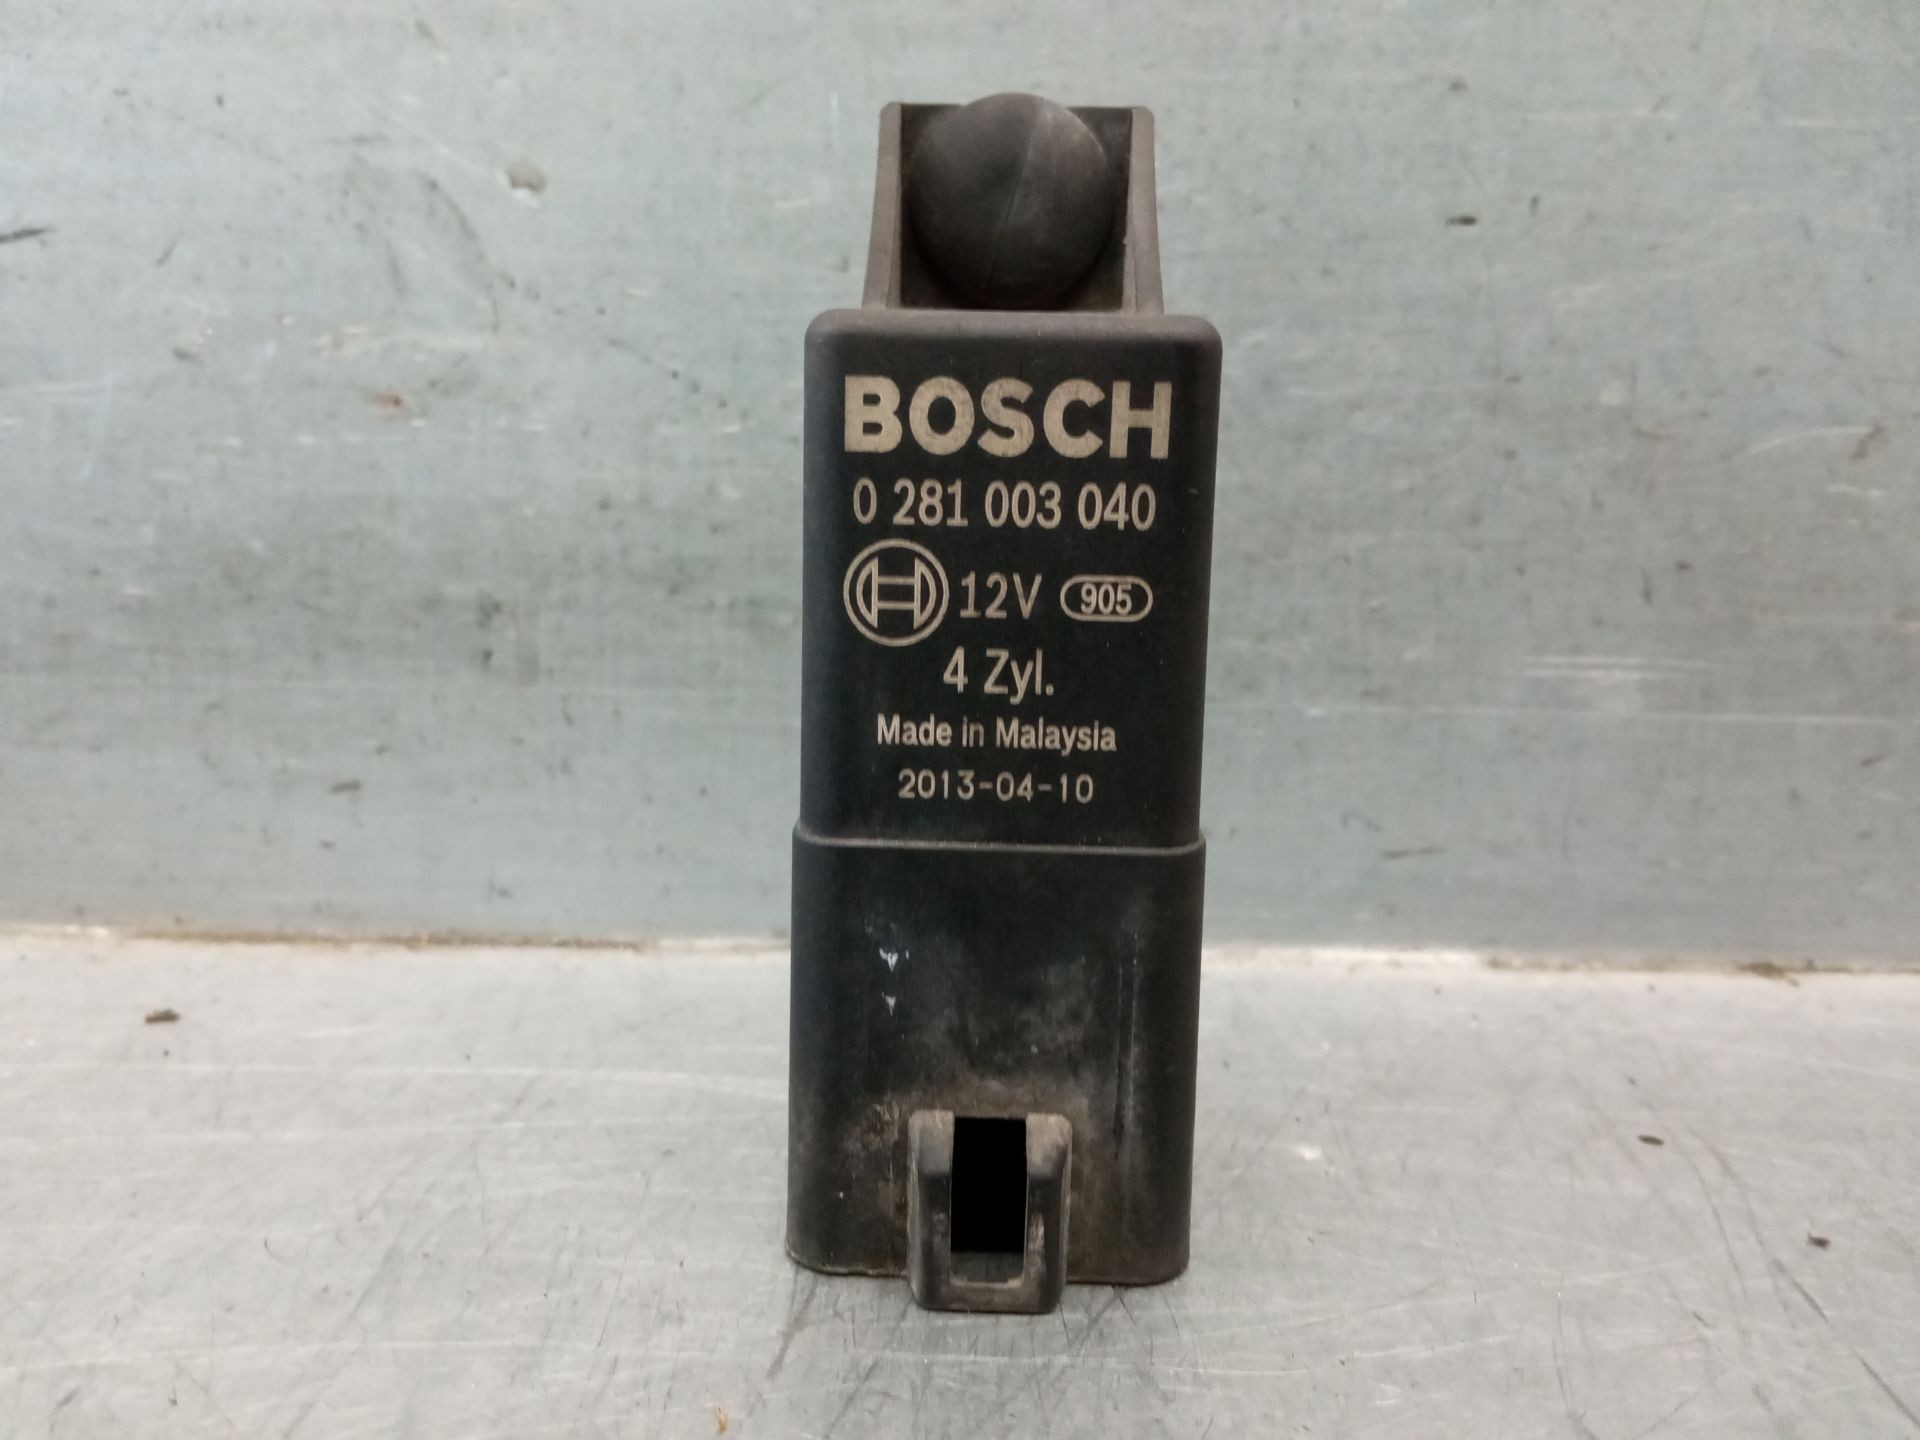 BOSCH
0 281 003 040
12V 905
4 Zyl.
Made in Malaysia
2013-04-10